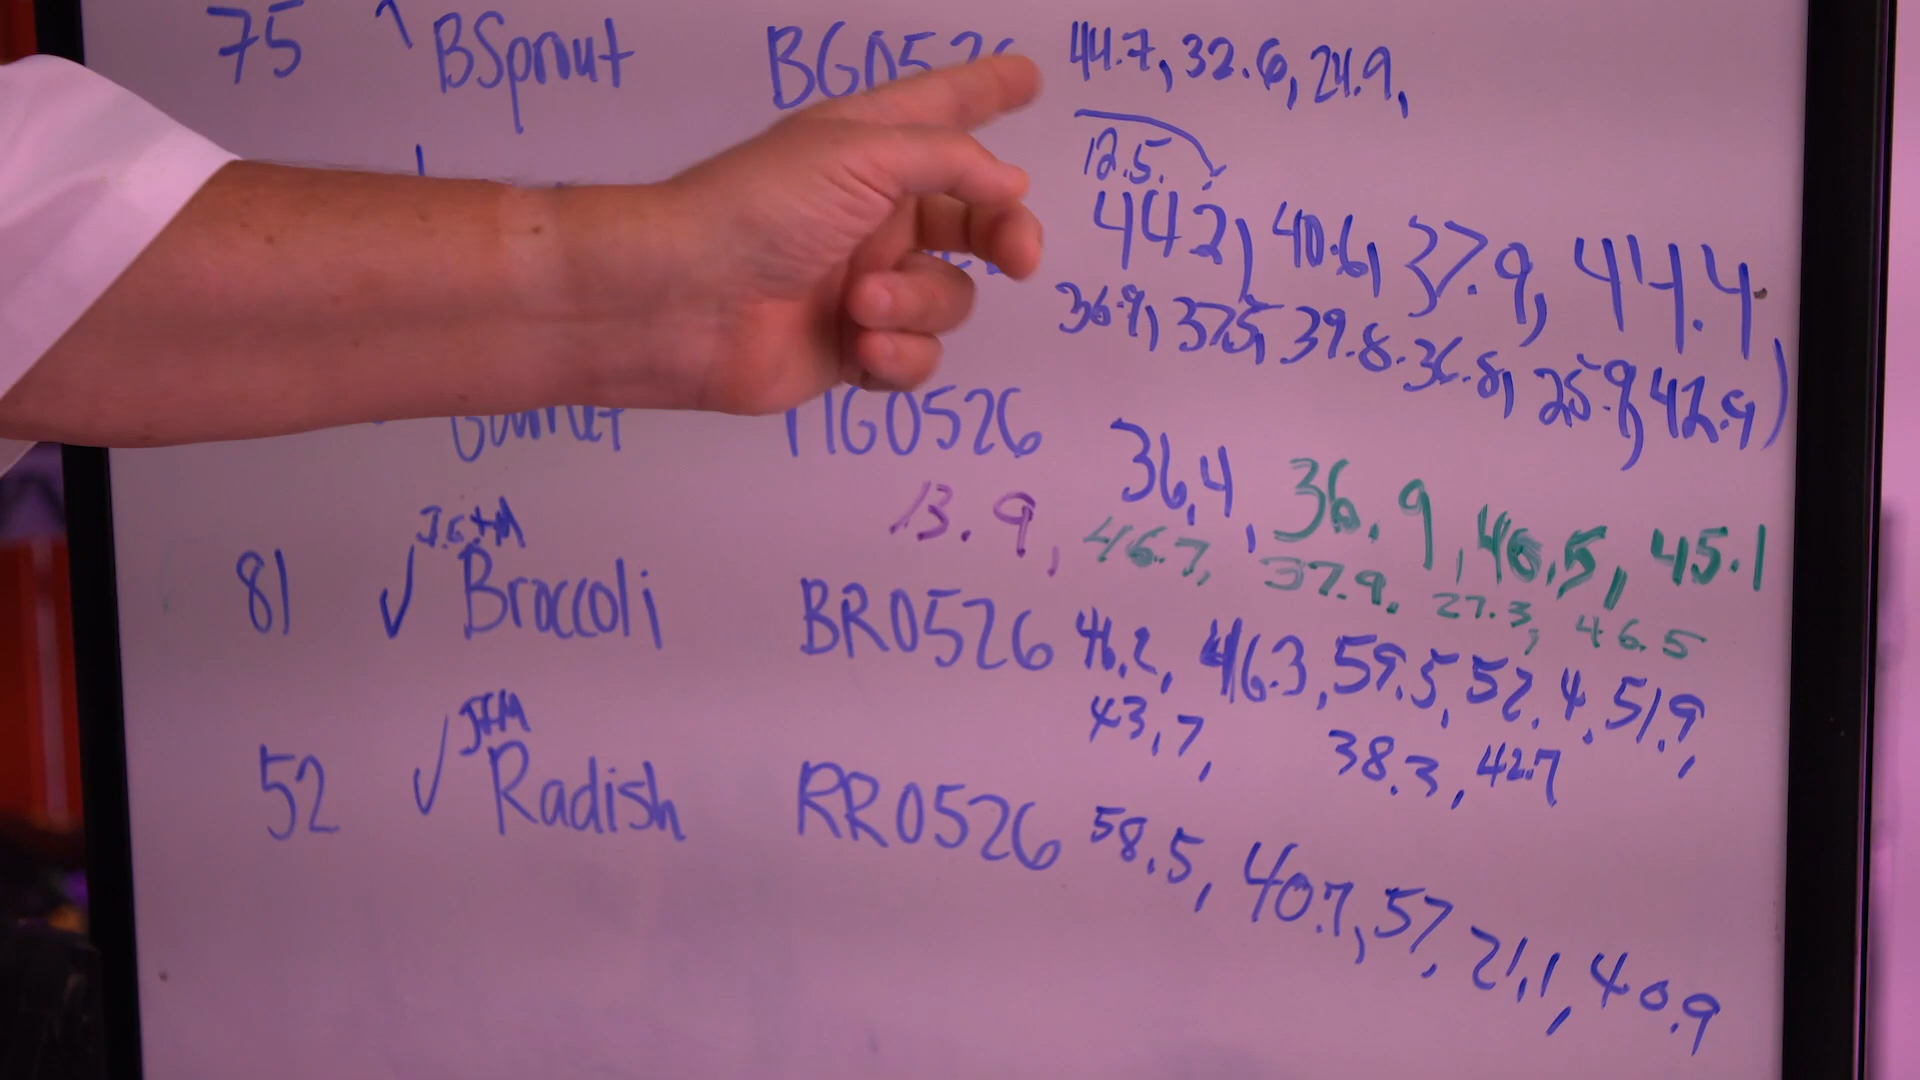 75 BSprout BG0526 44.7, 32.6, 24.9,
12.5.
44.2, 40.6, 37.9, 44.4,
36.9, 37.5, 39.8. 36.8, 25.9, 42.9,
Gourmet MG0526 36.4, 36.9, 46.5, 45.1
13.9, 46.7, 37.9, 27.3, 46.5
81 ✓ Broccoli BR0526 46.2, 46.3, 59.5, 52.4, 51.9,
43.7, 38.3, 42.7
J+M
52 ✓ Radish RR0526 58.5, 40.7, 57, 21.1, 40.9